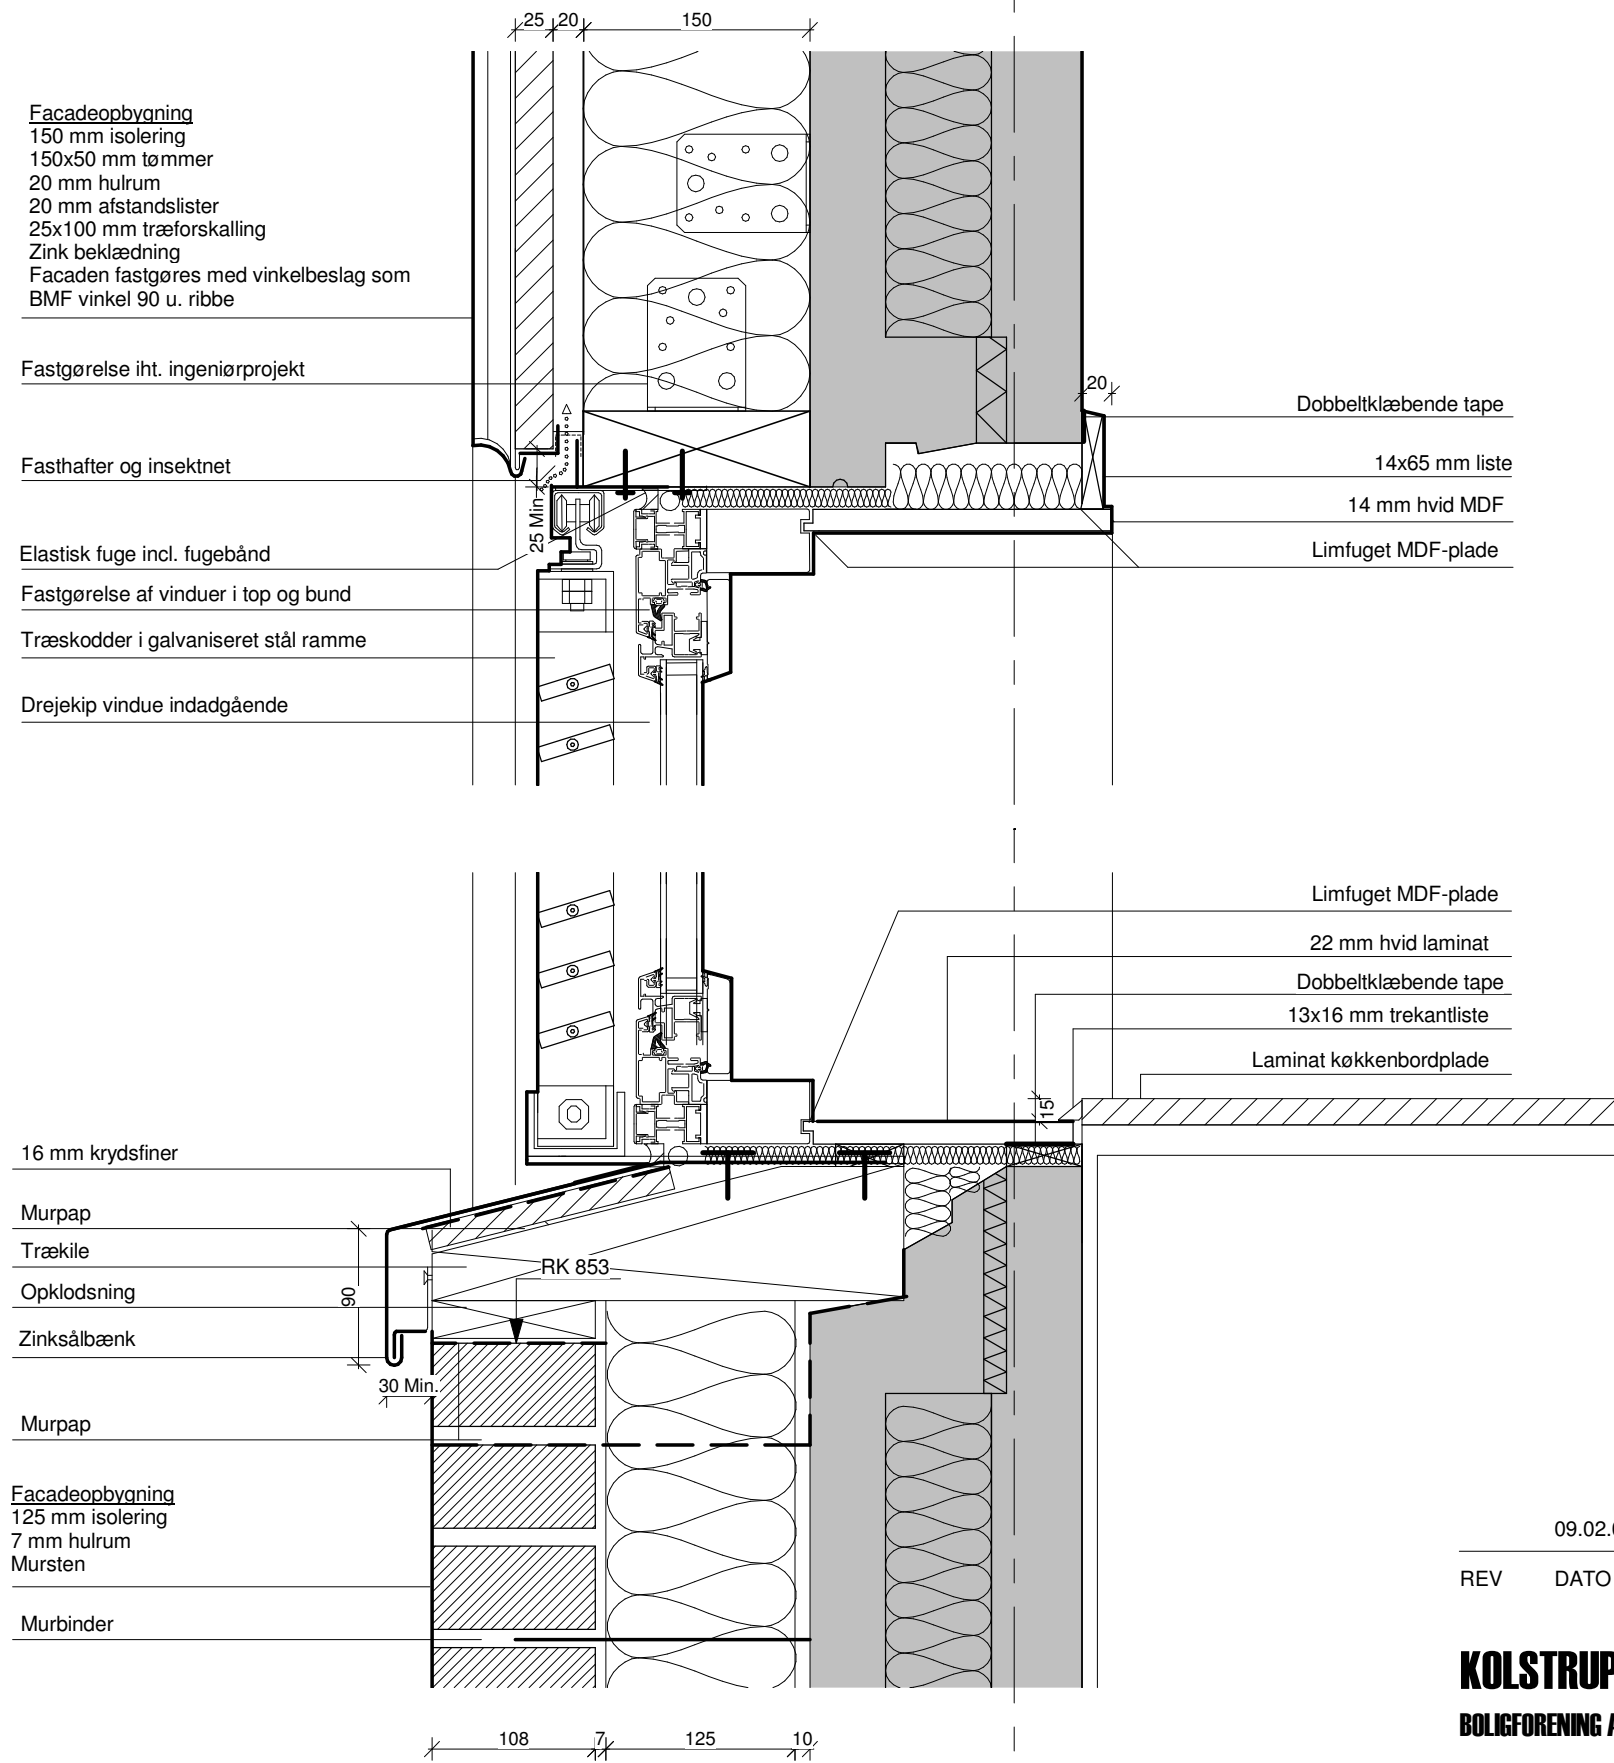 25 20 150
Facadeopbygning
150 mm isolering
150x50 mm tømmer
20 mm hulrum
20 mm afstandslister
25x100 mm træforskalling
Zink beklædning
Facaden fastgøres med vinkelbeslag som
BMF vinkel 90 u. ribbe
Fastgørelse iht. ingeniørprojekt
Fasthafter og insektnet
25 Min
Elastisk fuge incl. fugebånd
Fastgørelse af vinduer i top og bund
Træskodder i galvaniseret stål ramme
Drejekip vindue indadgående
20
Dobbeltklæbende tape
14x65 mm liste
14 mm hvid MDF
Limfuget MDF-plade
Limfuget MDF-plade
22 mm hvid laminat
Dobbeltklæbende tape
13x16 mm trekantliste
Laminat køkkenbordplade
15
16 mm krydsfiner
Murpap
Trækile
Opklodsning
Zinksålbænk
90
RK 853
30 Min.
Murpap
Facadeopbygning
125 mm isolering
7 mm hulrum
Mursten
Murbinder
108 7 125 10
09.02.
REV DATO
KOLSTRUP
BOLIGFORENING